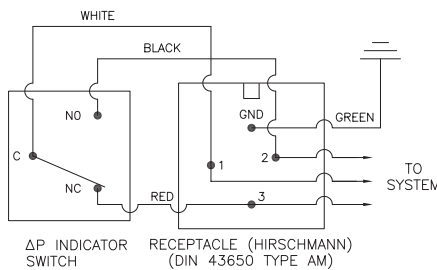 WHITE
BLACK
NO
GND
GREEN
C
1
2
NC
RED
3
TO
SYSTEM
ΔP INDICATOR
SWITCH
RECEPTACLE (HIRSCHMANN)
(DIN 43650 TYPE AM)